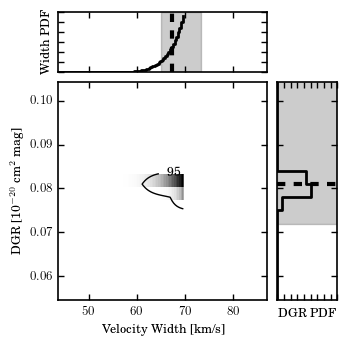 Width PDF
0.10
0.09
0.08
0.07
0.06
DGR [10⁻²⁰ cm² mag]
95
50
60
70
80
Velocity Width [km/s]
DGR PDF